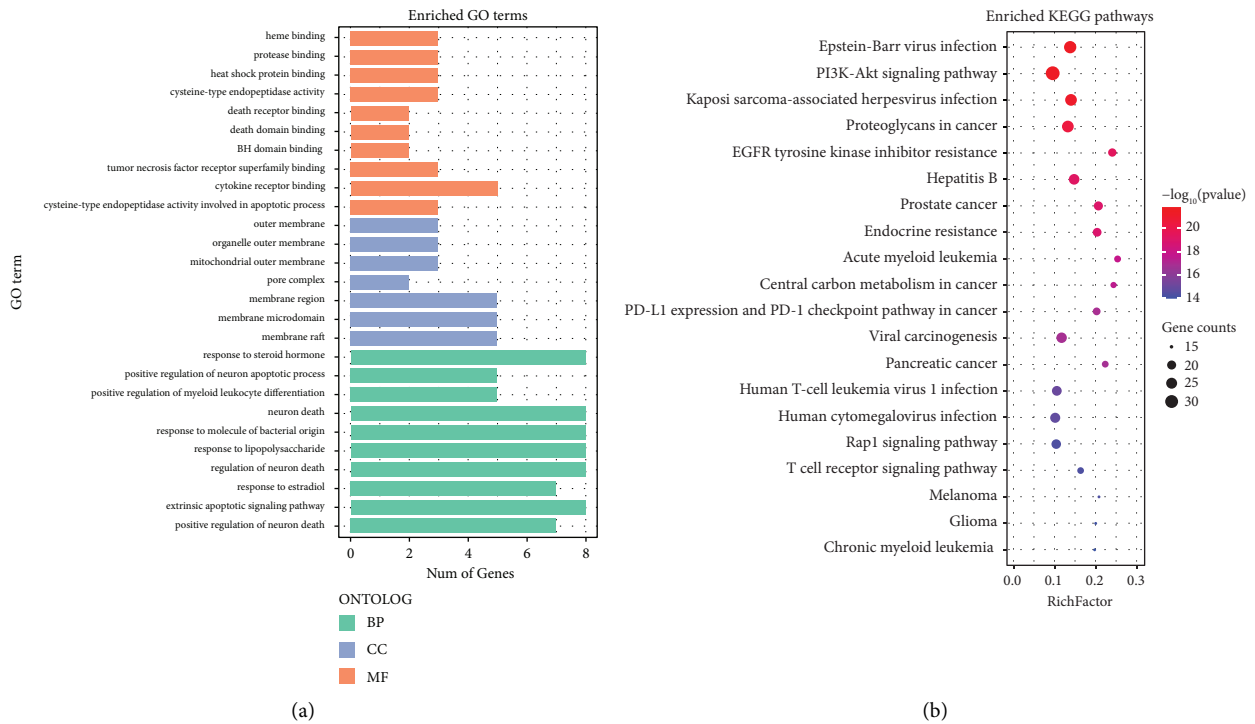 Enriched GO terms
GO term
heme binding
protease binding
heat shock protein binding
cysteine-type endopeptidase activity
death receptor binding
death domain binding
BH domain binding
tumor necrosis factor receptor superfamily binding
cytokine receptor binding
cysteine-type endopeptidase activity involved in apoptotic process
outer membrane
organelle outer membrane
mitochondrial outer membrane
pore complex
membrane region
membrane microdomain
membrane raft
response to steroid hormone
positive regulation of neuron apoptotic process
positive regulation of myeloid leukocyte differentiation
neuron death
response to molecule of bacterial origin
response to lipopolysaccharide
regulation of neuron death
response to estradiol
extrinsic apoptotic signaling pathway
positive regulation of neuron death
0 2 4 6 8
Num of Genes
ONTOLOG
BP
CC
MF
(a)
Enriched KEGG pathways
Epstein-Barr virus infection
PI3K-Akt signaling pathway
Kaposi sarcoma-associated herpesvirus infection
Proteoglycans in cancer
EGFR tyrosine kinase inhibitor resistance
Hepatitis B
Prostate cancer
Endocrine resistance
Acute myeloid leukemia
Central carbon metabolism in cancer
PD-L1 expression and PD-1 checkpoint pathway in cancer
Viral carcinogenesis
Pancreatic cancer
Human T-cell leukemia virus 1 infection
Human cytomegalovirus infection
Rap1 signaling pathway
T cell receptor signaling pathway
Melanoma
Glioma
Chronic myeloid leukemia
0.0 0.1 0.2 0.3
RichFactor
−log₁₀(pvalue)
20
18
16
14
Gene counts
15
20
25
30
(b)